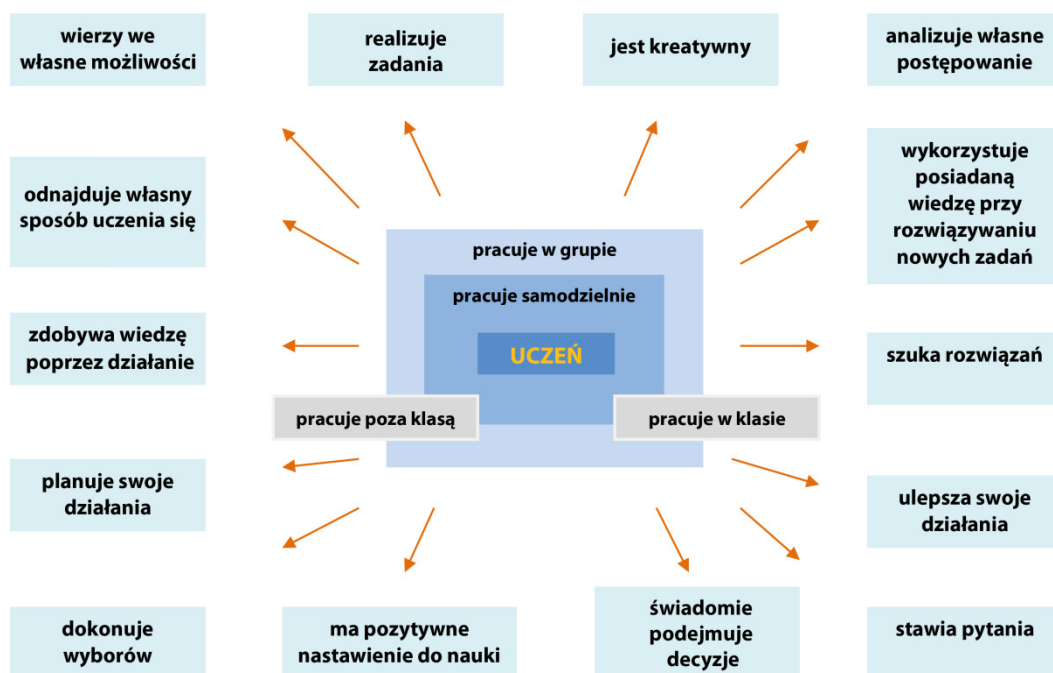 wierzy we
własne możliwości
realizuje
zadania
jest kreatywny
analizuje własne
postępowanie
odnajduje własny
sposób uczenia się
wykorzystuje
posiadaną
wiedzę przy
rozwiązywaniu
nowych zadań
pracuje w grupie
pracuje samodzielnie
UCZEŃ
zdobywa wiedzę
poprzez działanie
szuka rozwiązań
pracuje poza klasą
pracuje w klasie
planuje swoje
działania
ulepsza swoje
działania
dokonuje
wyborów
ma pozytywne
nastawienie do nauki
świadomie
podejmuje
decyzje
stawia pytania